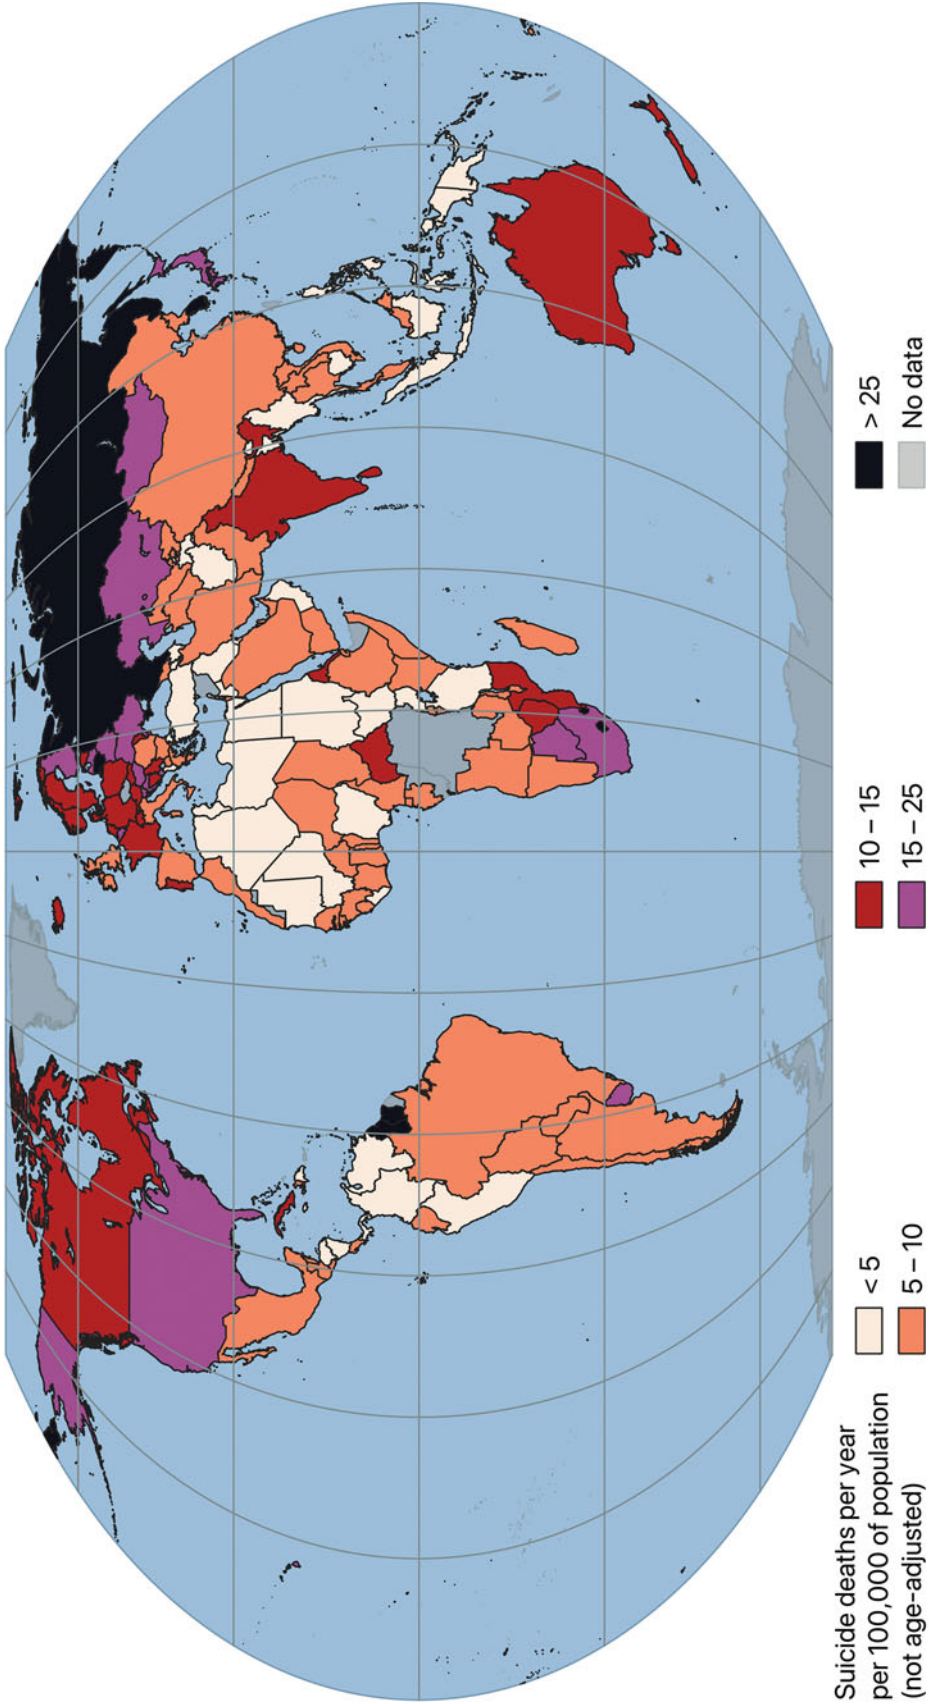 Suicide deaths per year
per 100,000 of population
(not age-adjusted)
< 5
5 – 10
10 – 15
15 – 25
> 25
No data